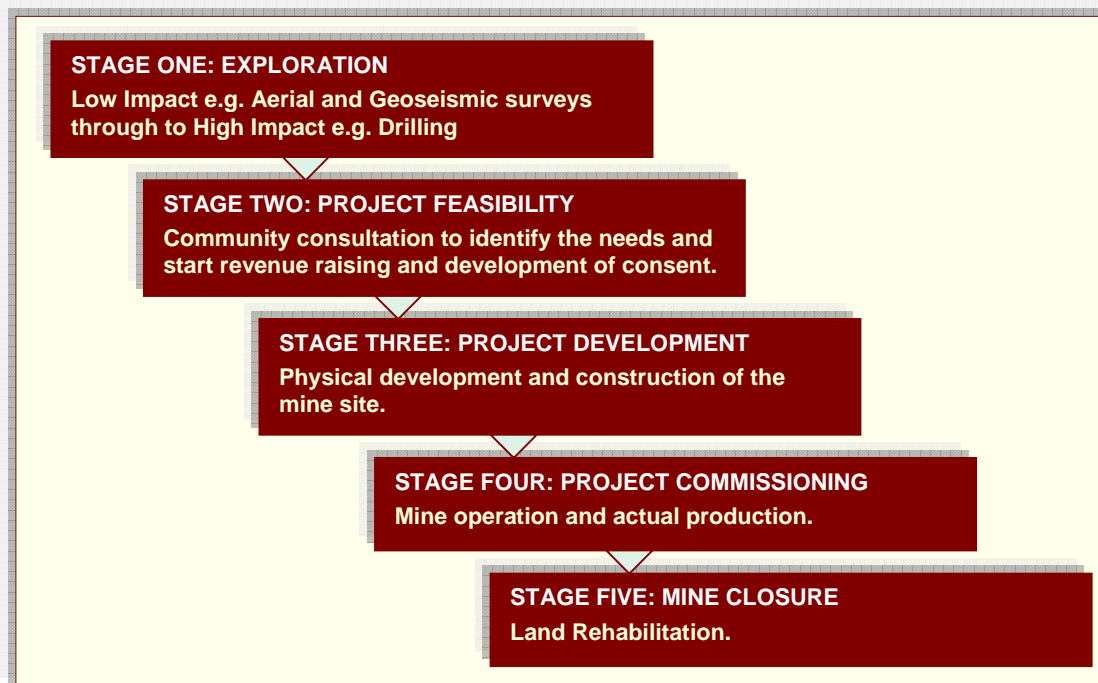 STAGE ONE: EXPLORATION
Low Impact e.g. Aerial and Geoseismic surveys
through to High Impact e.g. Drilling
STAGE TWO: PROJECT FEASIBILITY
Community consultation to identify the needs and
start revenue raising and development of consent.
STAGE THREE: PROJECT DEVELOPMENT
Physical development and construction of the
mine site.
STAGE FOUR: PROJECT COMMISSIONING
Mine operation and actual production.
STAGE FIVE: MINE CLOSURE
Land Rehabilitation.